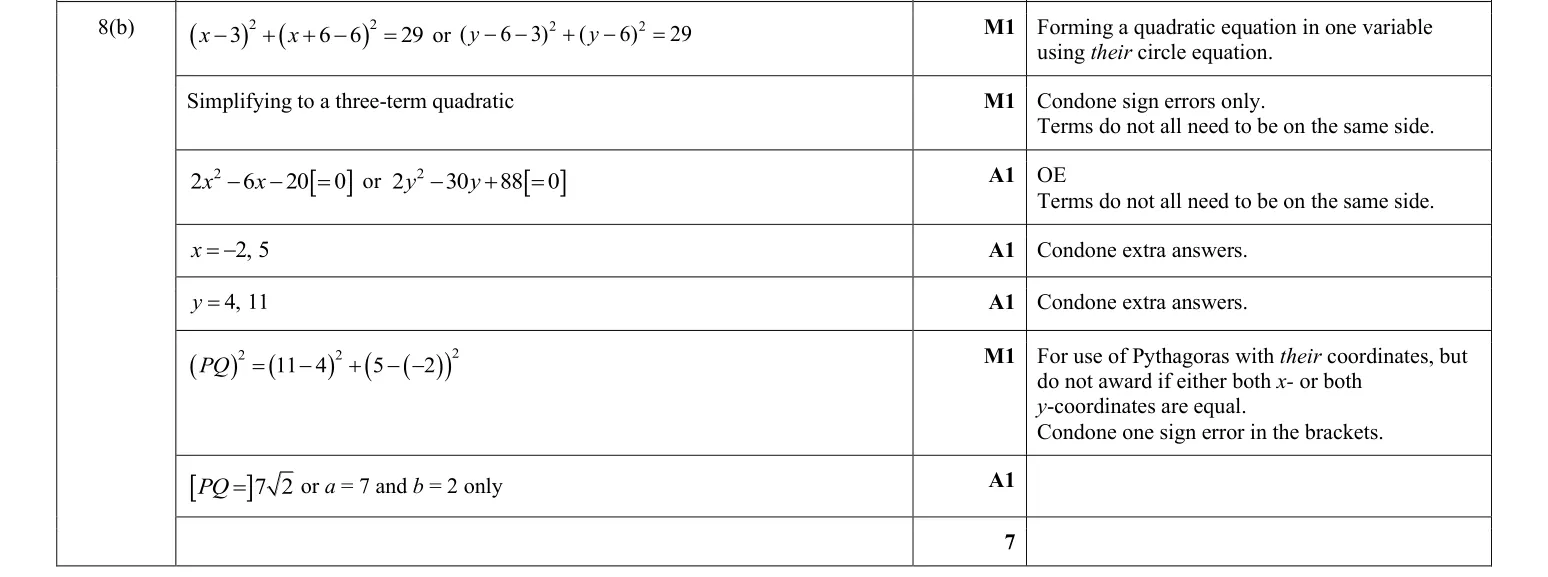 8(b)
(x − 3)² + (x + 6 − 6)² = 29 or (y − 6 − 3)² + (y − 6)² = 29
M1
Forming a quadratic equation in one variable
using their circle equation.
Simplifying to a three-term quadratic
M1
Condone sign errors only.
Terms do not all need to be on the same side.
2x² − 6x − 20[= 0] or 2y² − 30y + 88[= 0]
A1
OE
Terms do not all need to be on the same side.
x = −2, 5
A1
Condone extra answers.
y = 4, 11
A1
Condone extra answers.
(PQ)² = (11 − 4)² + (5 − (−2))²
M1
For use of Pythagoras with their coordinates, but
do not award if either both x- or both
y-coordinates are equal.
Condone one sign error in the brackets.
[PQ =]7√2 or a = 7 and b = 2 only
A1
7